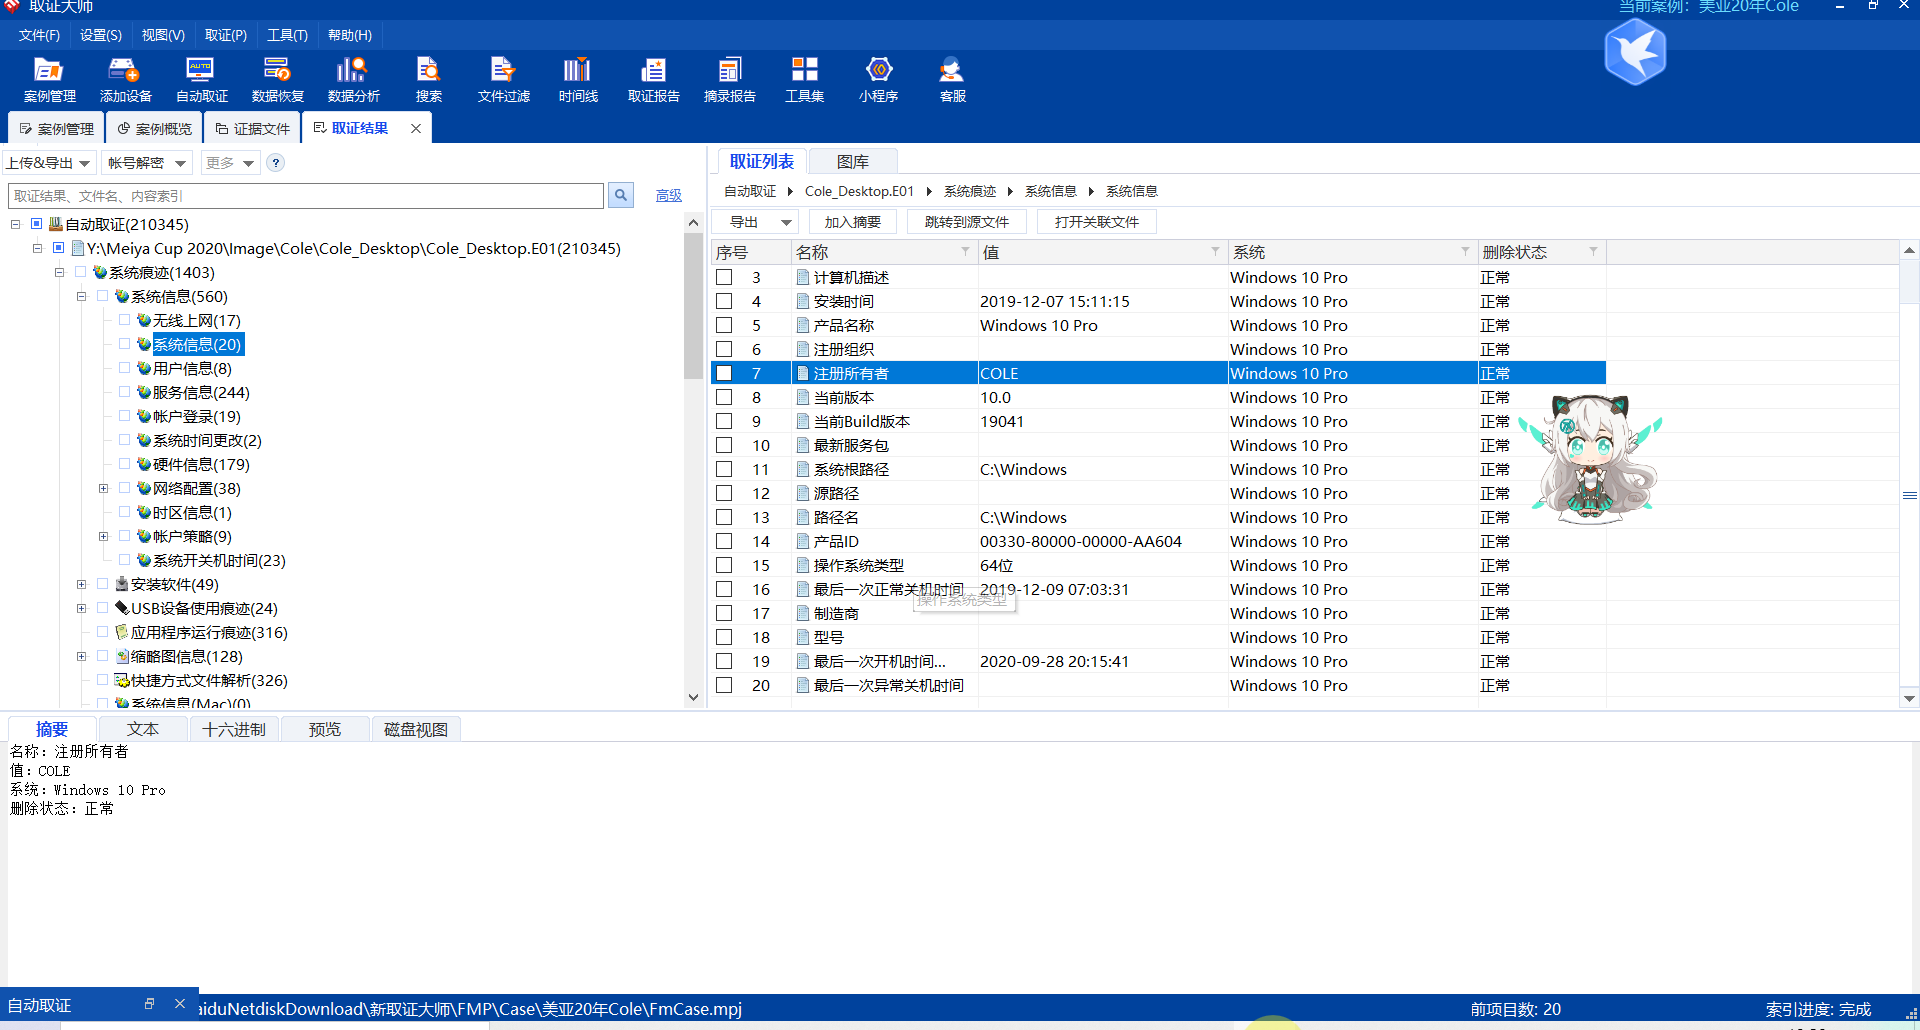 取证大师
当前案例：美亚20年Cole
文件(F) 设置(S) 视图(V) 取证(P) 工具(T) 帮助(H)
案例管理 添加设备 自动取证 数据恢复 数据分析 搜索 文件过滤 时间线 取证报告 摘录报告 工具集 小程序 客服
案例管理 案例概览 证据文件 取证结果
上传&导出 帐号解密 更多 ?
取证结果、文件名、内容索引
高级
自动取证(210345)
Y:\Meiya Cup 2020\Image\Cole\Cole_Desktop\Cole_Desktop.E01(210345)
系统痕迹(1403)
系统信息(560)
无线上网(17)
系统信息(20)
用户信息(8)
服务信息(244)
帐户登录(19)
系统时间更改(2)
硬件信息(179)
网络配置(38)
时区信息(1)
帐户策略(9)
系统开关机时间(23)
安装软件(49)
USB设备使用痕迹(24)
应用程序运行痕迹(316)
缩略图信息(128)
快捷方式文件解析(326)
系统信息(Mac)(0)
取证列表 图库
自动取证 Cole_Desktop.E01 系统痕迹 系统信息 系统信息
导出 加入摘要 跳转到源文件 打开关联文件
序号 名称 值 系统 删除状态
3 计算机描述 Windows 10 Pro 正常
4 安装时间 2019-12-07 15:11:15 Windows 10 Pro 正常
5 产品名称 Windows 10 Pro Windows 10 Pro 正常
6 注册组织 Windows 10 Pro 正常
7 注册所有者 COLE Windows 10 Pro 正常
8 当前版本 10.0 Windows 10 Pro 正常
9 当前Build版本 19041 Windows 10 Pro 正常
10 最新服务包 Windows 10 Pro 正常
11 系统根路径 C:\Windows Windows 10 Pro 正常
12 源路径 Windows 10 Pro 正常
13 路径名 C:\Windows Windows 10 Pro 正常
14 产品ID 00330-80000-00000-AA604 Windows 10 Pro 正常
15 操作系统类型 64位 Windows 10 Pro 正常
16 最后一次正常关机时间 2019-12-09 07:03:31 Windows 10 Pro 正常
操作系统类型
17 制造商 Windows 10 Pro 正常
18 型号 Windows 10 Pro 正常
19 最后一次开机时间... 2020-09-28 20:15:41 Windows 10 Pro 正常
20 最后一次异常关机时间 Windows 10 Pro 正常
摘要 文本 十六进制 预览 磁盘视图
名称：注册所有者
值：COLE
系统：Windows 10 Pro
删除状态：正常
自动取证
aiduNetdiskDownload\新取证大师\FMP\Case\美亚20年Cole\FmCase.mpj
前项目数: 20
索引进度: 完成